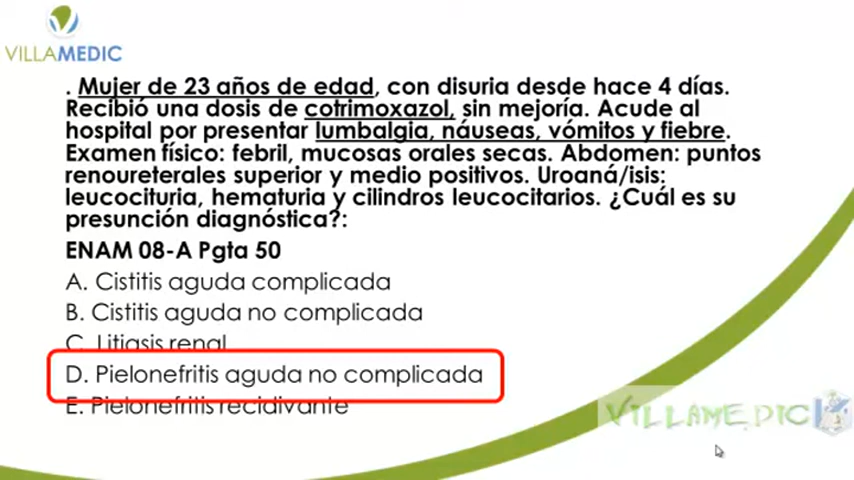 VILLAMEDIC
. Mujer de 23 años de edad, con disuria desde hace 4 días.
Recibió una dosis de cotrimoxazol, sin mejoría. Acude al
hospital por presentar lumbalgia, náuseas, vómitos y fiebre.
Examen físico: febril, mucosas orales secas. Abdomen: puntos
renoureterales superior y medio positivos. Uroaná/isis:
leucocituria, hematuria y cilindros leucocitarios. ¿Cuál es su
presunción diagnóstica?:
ENAM 08-A Pgta 50
A. Cistitis aguda complicada
B. Cistitis aguda no complicada
C. Litiasis renal
D. Pielonefritis aguda no complicada
E. Pielonefritis recidivante
VILLAMEDIC